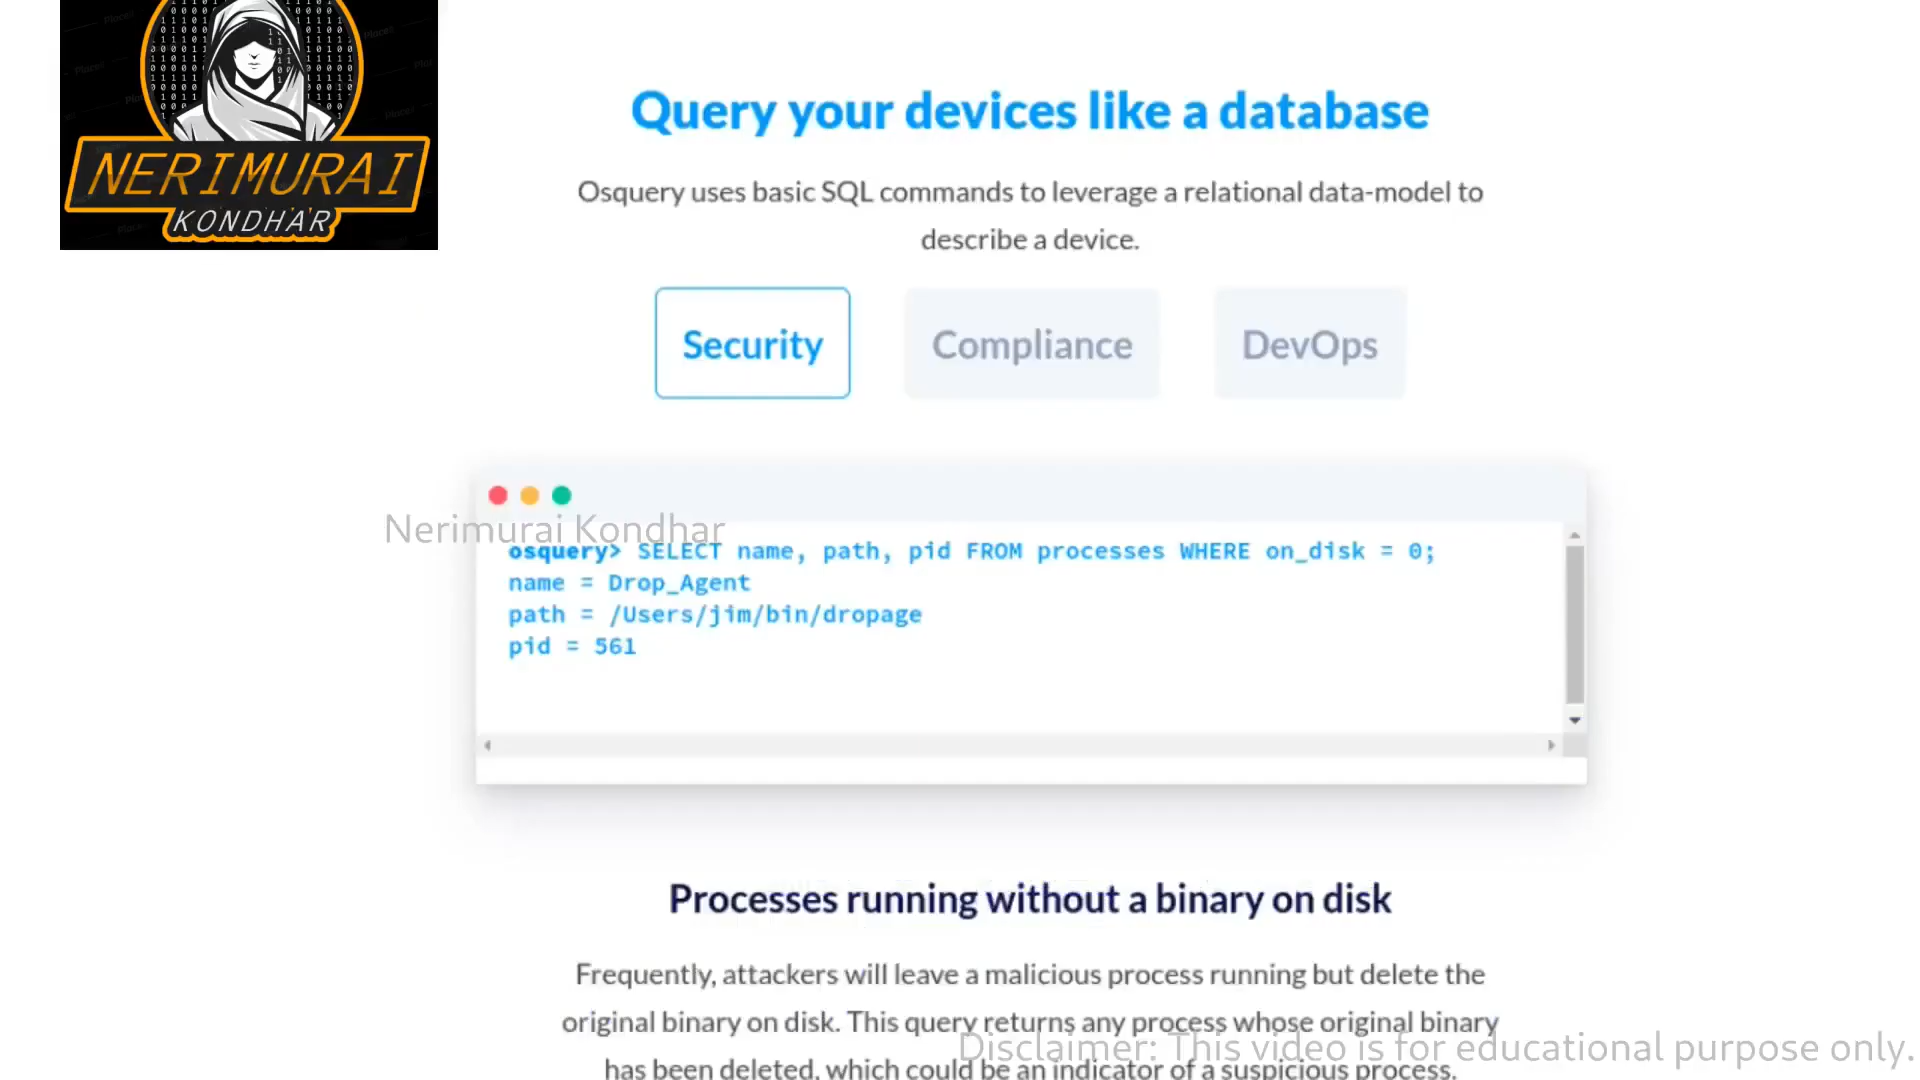 NERIMURAI
KONDHAR
Query your devices like a database
Osquery uses basic SQL commands to leverage a relational data-model to
describe a device.
Security
Compliance
DevOps
Nerimurai Kondhar
osquery> SELECT name, path, pid FROM processes WHERE on_disk = 0;
name = Drop_Agent
path = /Users/jim/bin/dropage
pid = 561
Processes running without a binary on disk
Frequently, attackers will leave a malicious process running but delete the
original binary on disk. This query returns any process whose original binary
has been deleted, which could be an indicator of a suspicious process.
Disclaimer: This video is for educational purpose only.